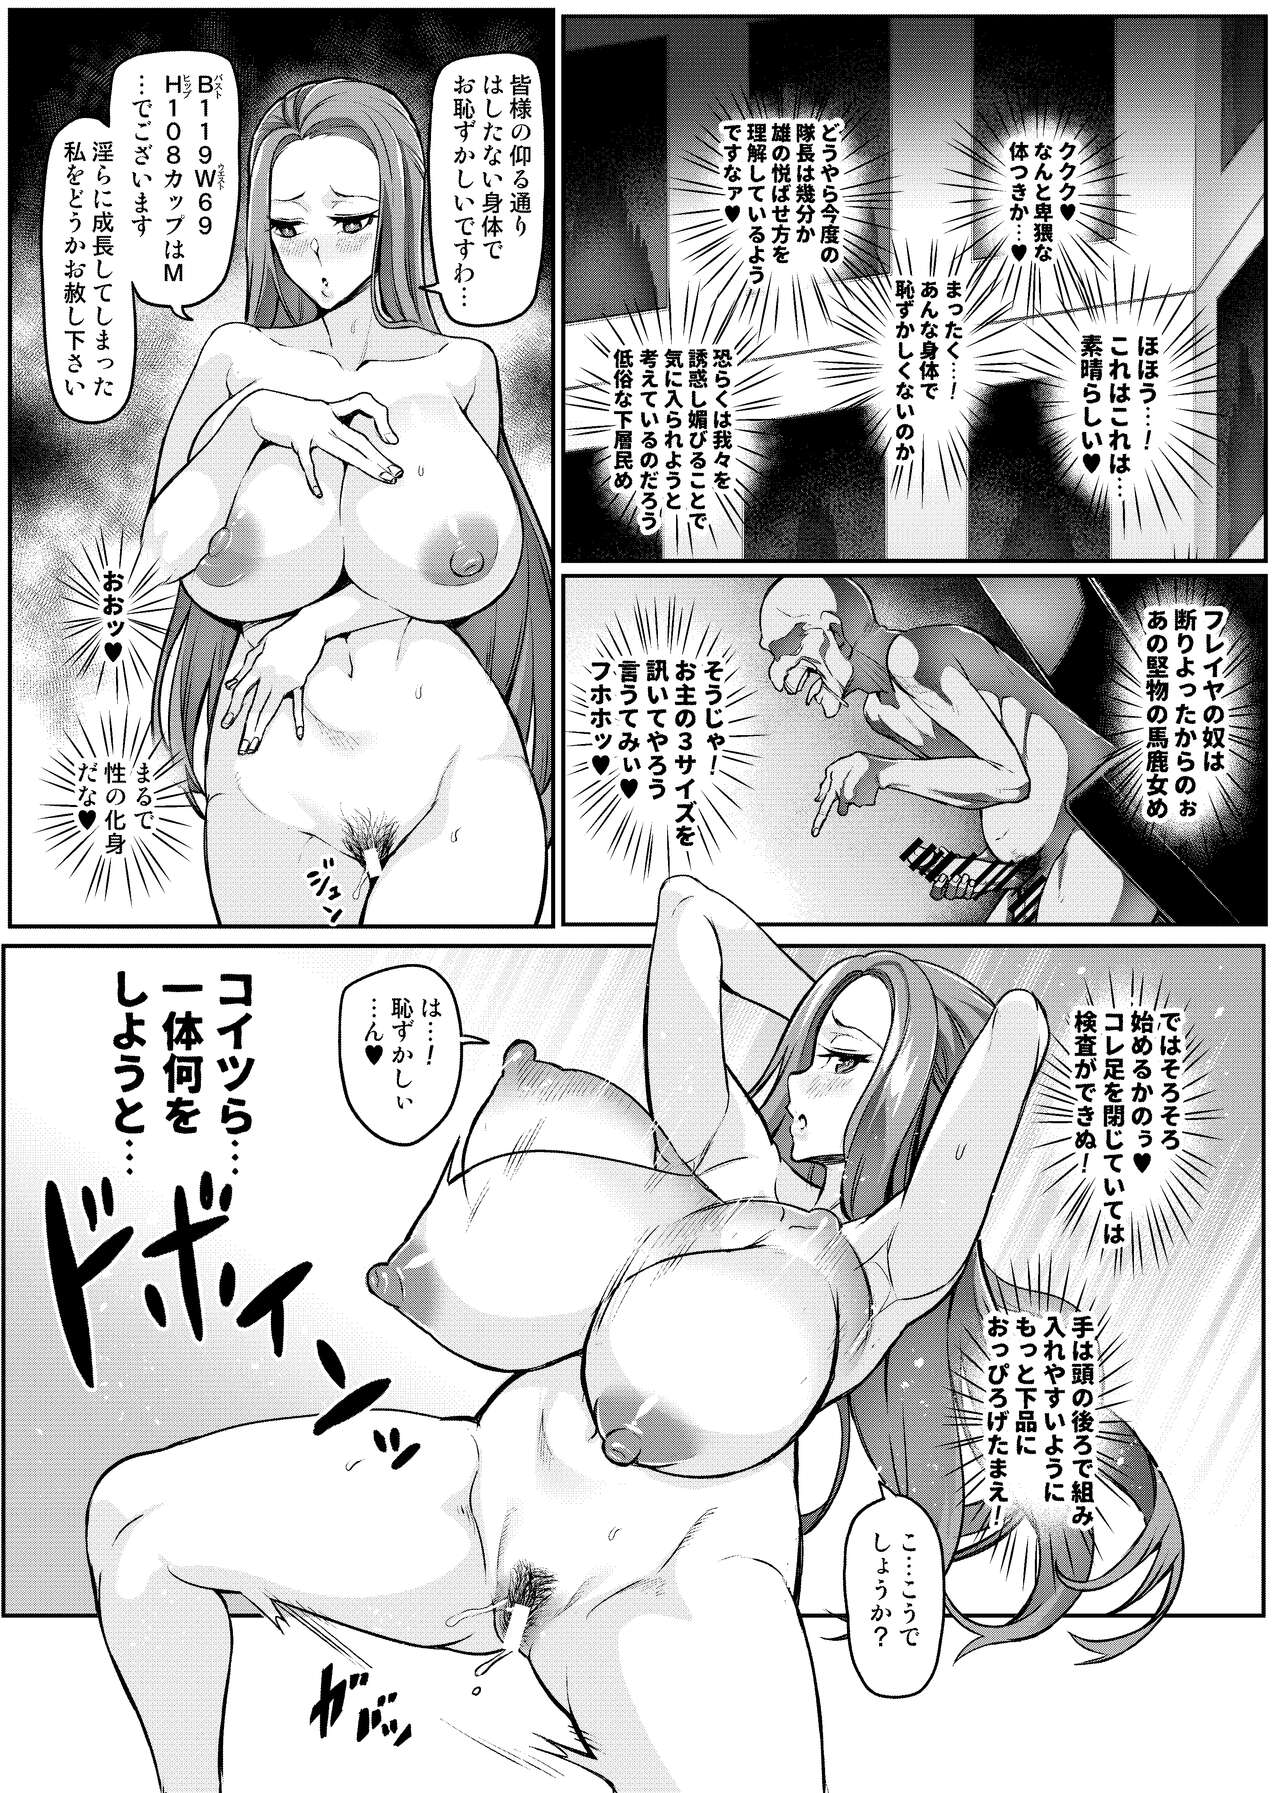 ククク♥
なんと卑猥な
体つきか…♥
ほほう…！
これはこれは…
素晴らしい♥
どうやら今度の
隊長は幾分か
雄の悦ばせ方を
理解しているよう
ですなァ♥
まったく…！
あんな身体で
恥ずかしくないのか
恐らくは我々を
誘惑し媚びることで
気に入られようと
考えているのだろう
低俗な下層民め
フレイヤの奴は
断りよったからのぉ
あの堅物の馬鹿女め
そうじゃ！
お主の3サイズを
訊いてやろう
言うてみぃ♥
フホホッ♥
皆様の仰る通り
はしたない身体で
お恥ずかしいですわ…
B119W69
バスト
ウエスト
H108カップはM
ヒップ
…でございます
淫らに成長してしまった
私をどうかお赦し下さい
おおッ♥
まるで
性の化身
だな♥
ではそろそろ
始めるかのぅ♥
コレ足を閉じていては
検査ができぬ！
手は頭の後ろで組み
入れやすいように
もっと下品に
おっぴろげたまえ！
は…！
恥ずかしぃ
…ん♥
コイツら…
一体何を
しようと…
ドボイン
こ…こうで
しょうか？
ガバッ